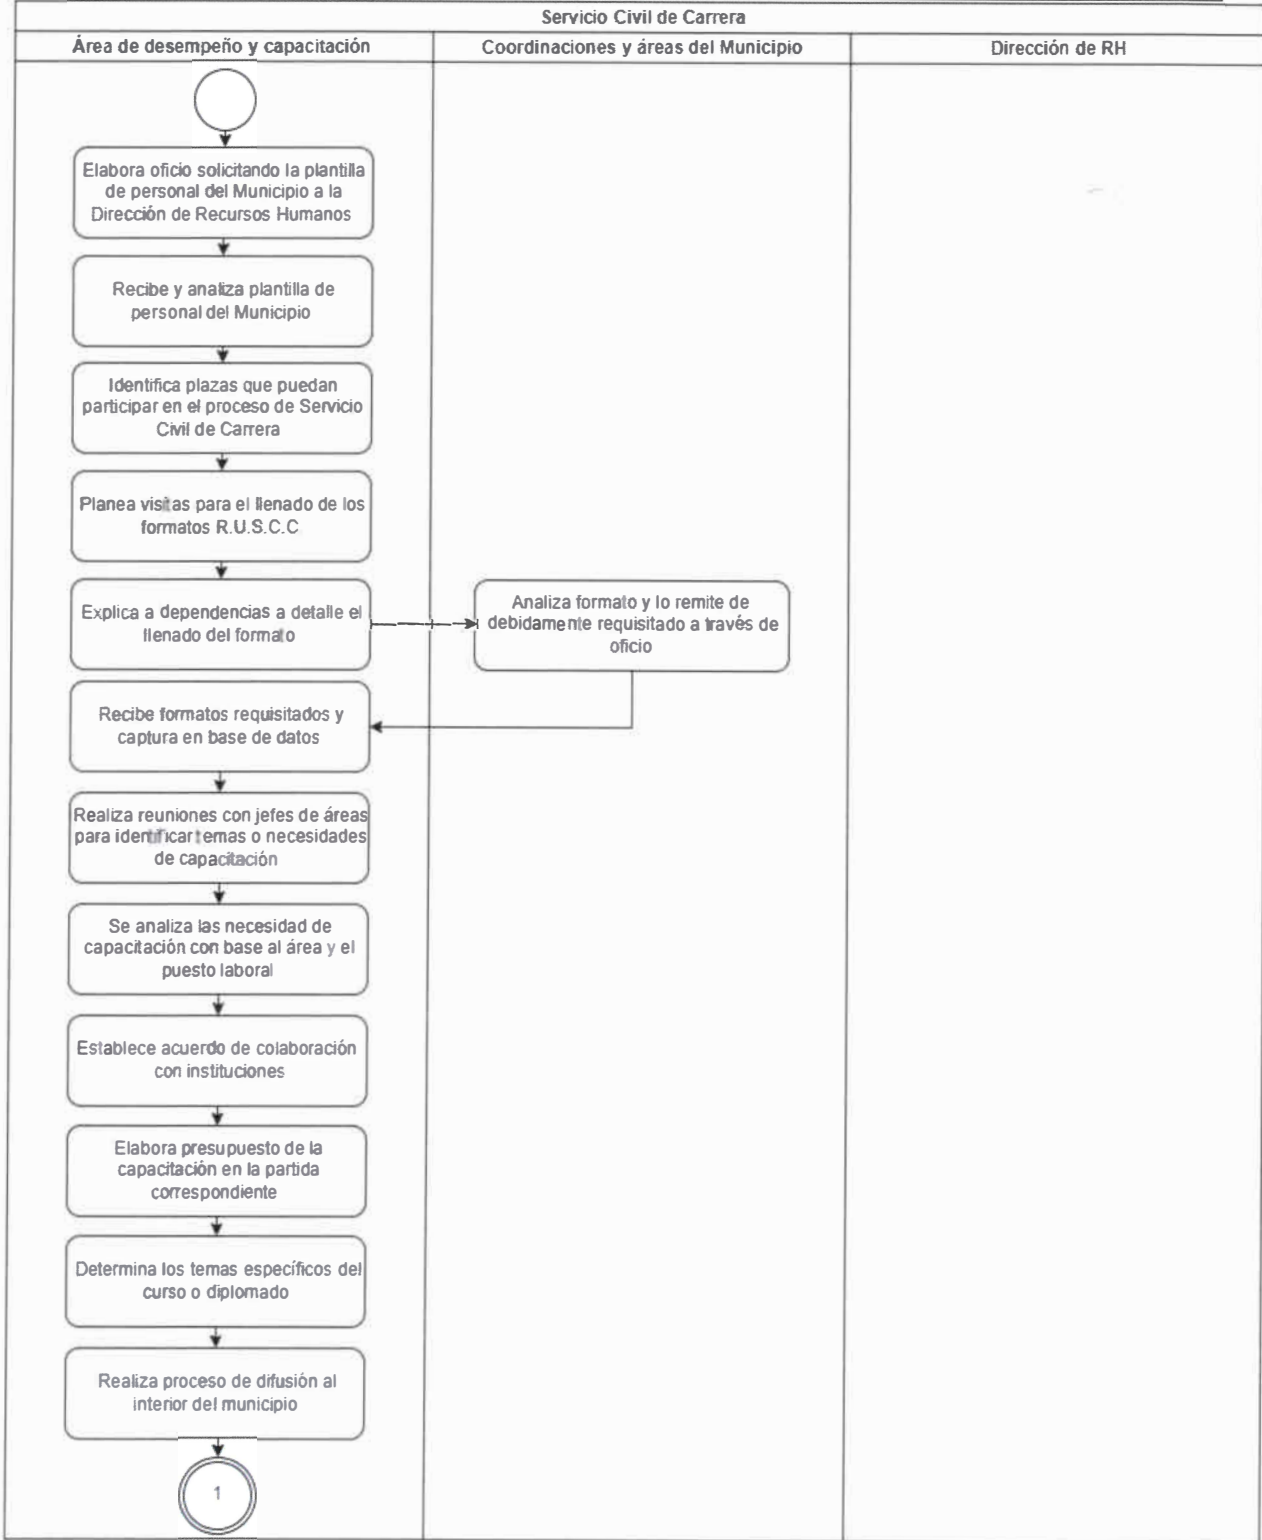 Servicio Civil de Carrera
Área de desempeño y capacitación
Coordinaciones y áreas del Municipio
Dirección de RH
Elabora oficio solicitando la plantilla
de personal del Municipio a la
Dirección de Recursos Humanos
Recibe y analiza plantilla de
personal del Municipio
Identifica plazas que puedan
participar en el proceso de Servicio
Civil de Carrera
Planea visitas para el llenado de los
formatos R.U.S.C.C
Explica a dependencias a detalle el
llenado del formato
Analiza formato y lo remite de
debidamente requisitado a través de
oficio
Recibe formatos requisitados y
captura en base de datos
Realiza reuniones con jefes de áreas
para identificar temas o necesidades
de capacitación
Se analiza las necesidad de
capacitación con base al área y el
puesto laboral
Establece acuerdo de colaboración
con instituciones
Elabora presupuesto de la
capacitación en la partida
correspondiente
Determina los temas específicos del
curso o diplomado
Realiza proceso de difusión al
interior del municipio
1